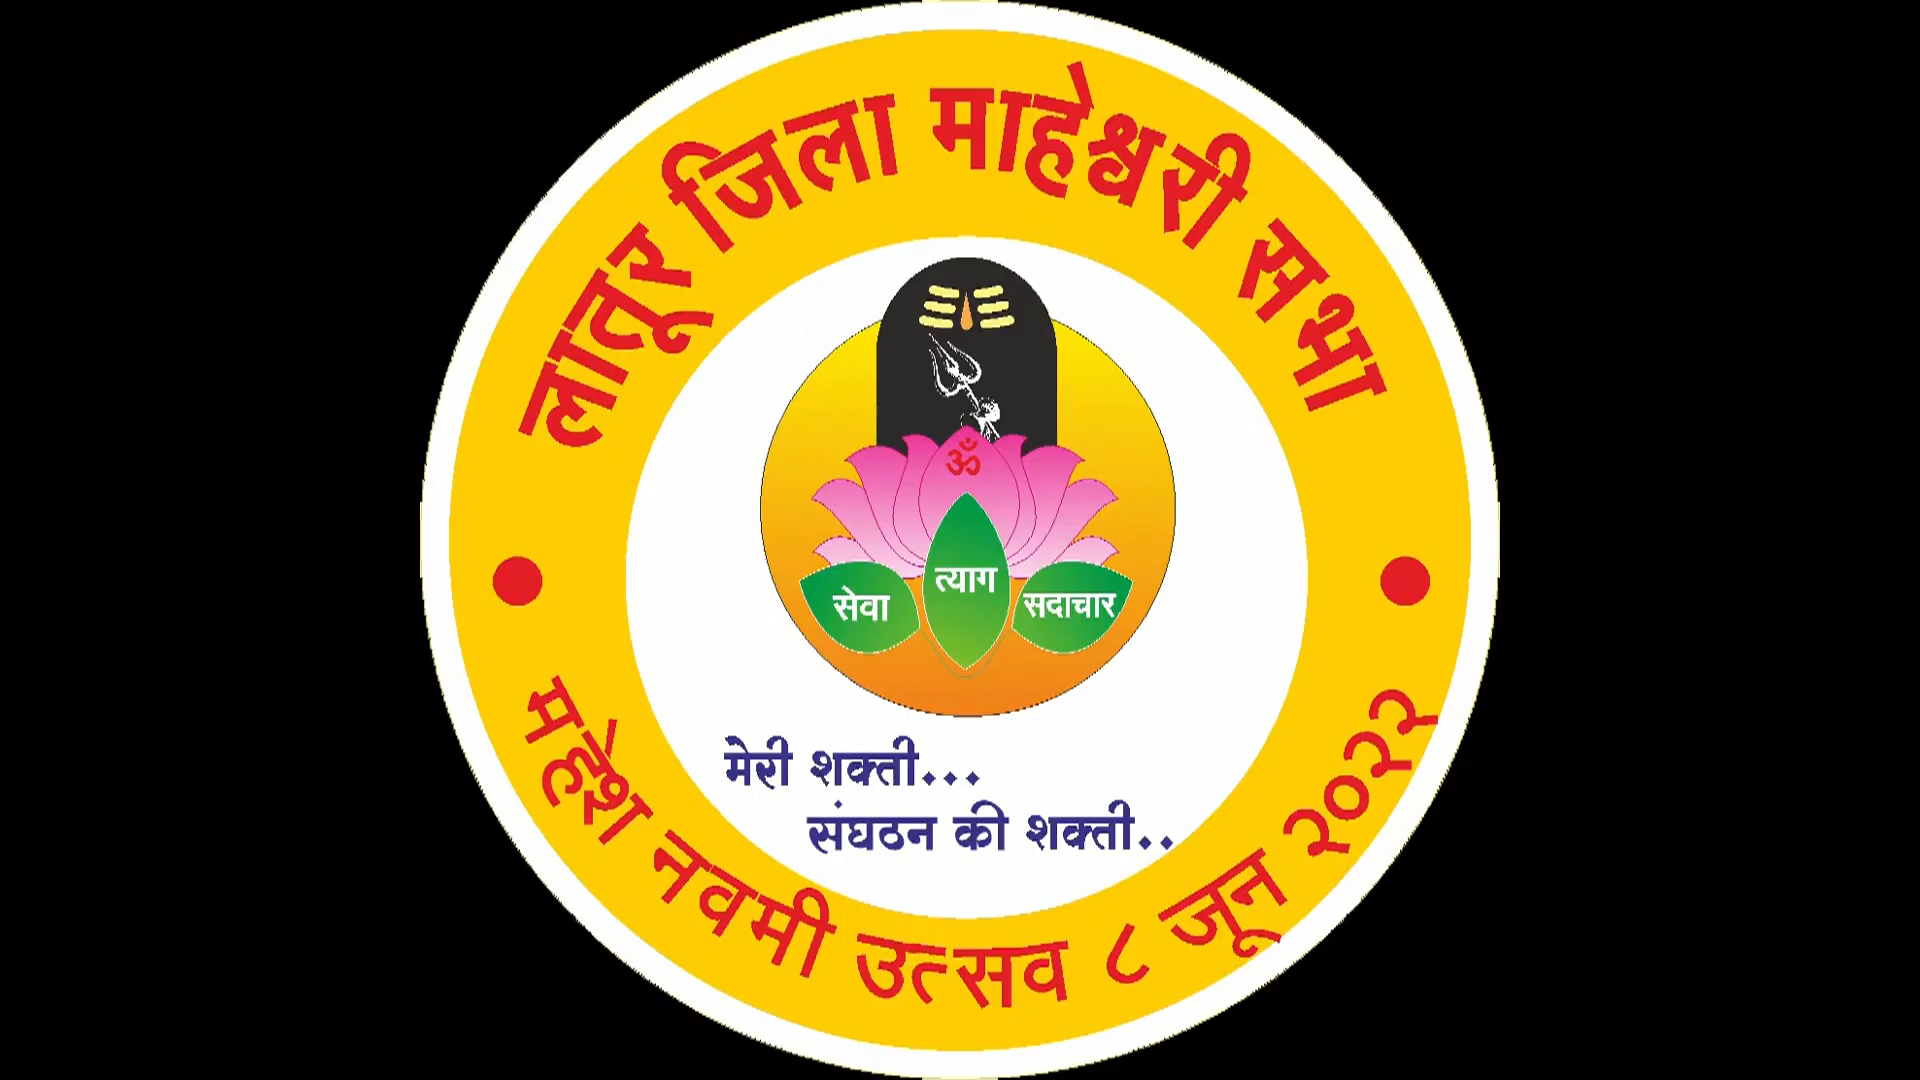 लातूर जिला माहेश्वरी सभा
ॐ
सेवा
त्याग
सदाचार
मेरी शक्ती...
संघठन की शक्ती..
महेश नवमी उत्सव ८ जून २०२२